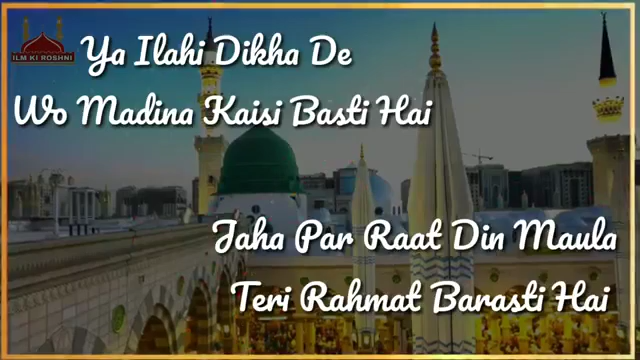 ILM KI ROSHNI
Ya Ilahi Dikha De
Wo Madina Kaisi Basti Hai
Jaha Par Raat Din Maula
Teri Rahmat Barasti Hai